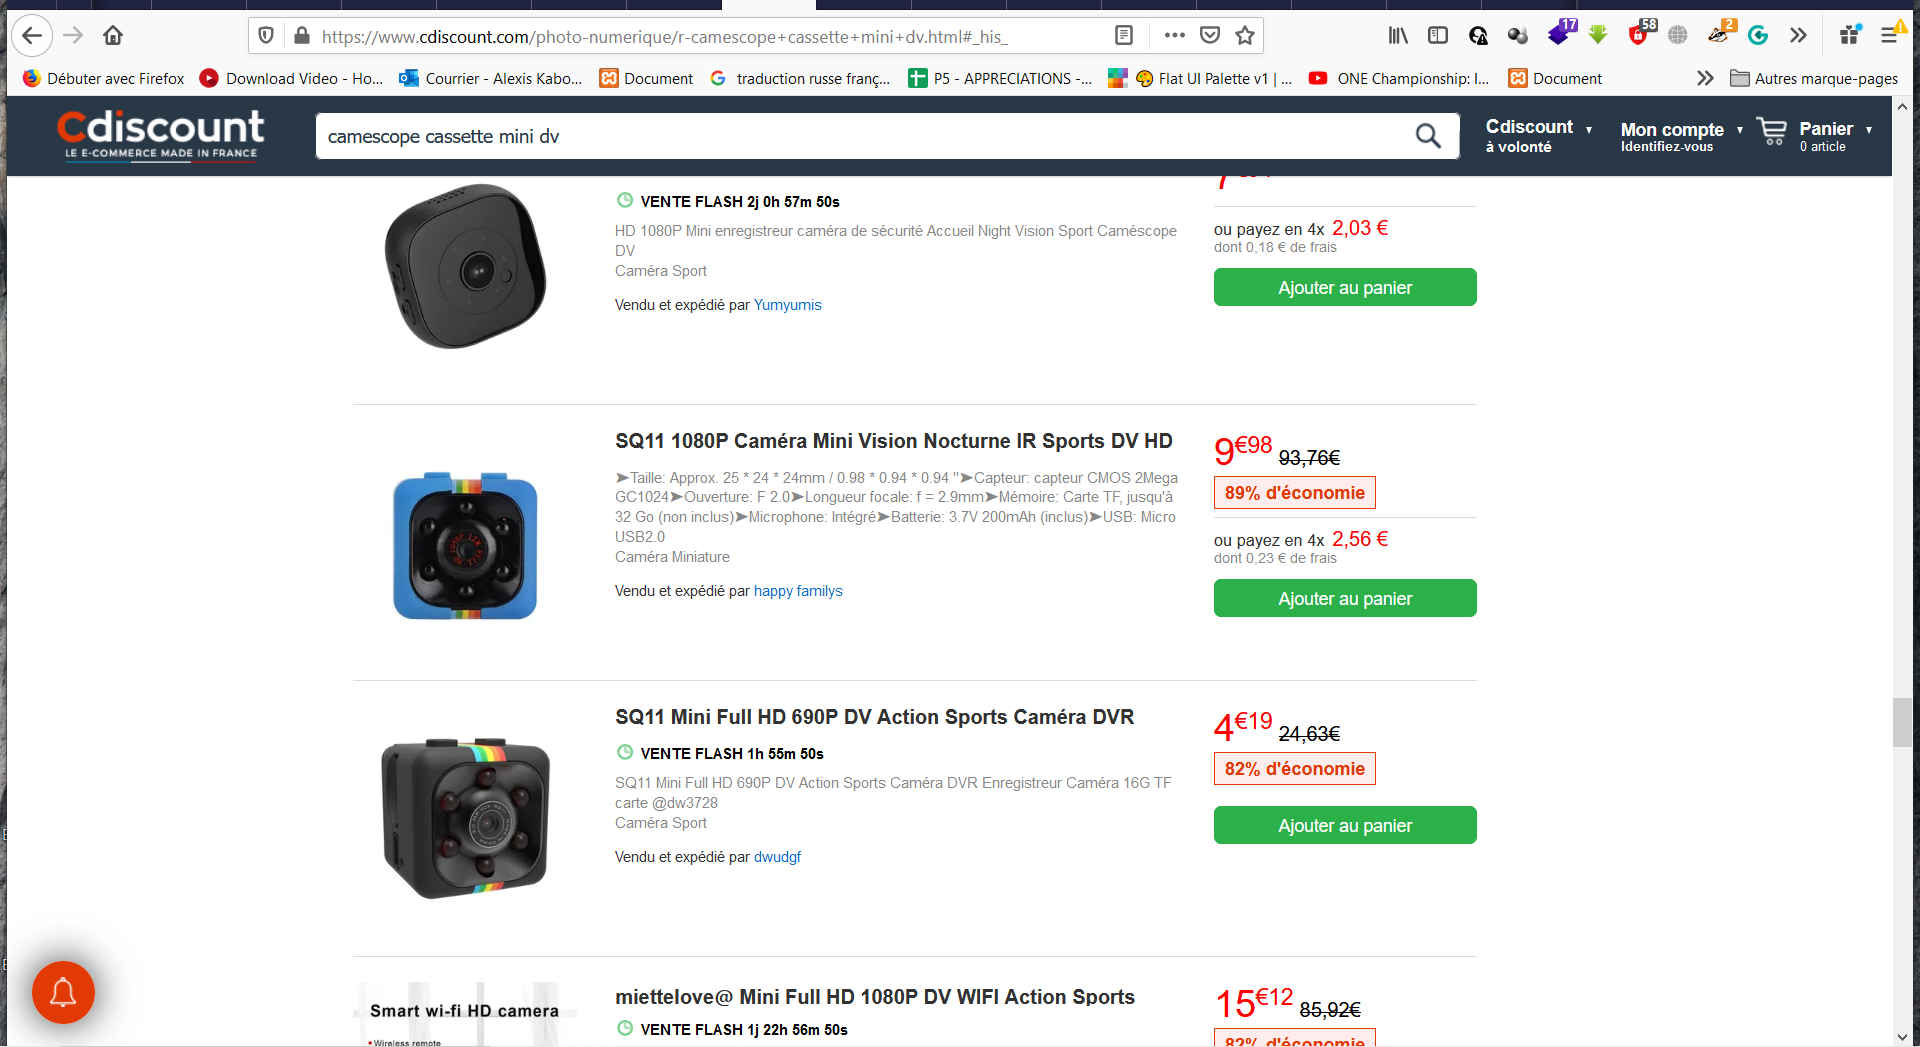 https://www.cdiscount.com/photo-numerique/r-camescope+cassette+mini+dv.html#_his_
17
58
2
Débuter avec Firefox
Download Video - Ho...
Courrier - Alexis Kabo...
Document
traduction russe franç...
P5 - APPRECIATIONS -...
Flat UI Palette v1 | ...
ONE Championship: I...
Document
Autres marque-pages
Cdiscount
LE E-COMMERCE MADE IN FRANCE
camescope cassette mini dv
Cdiscount
à volonté
Mon compte
Identifiez-vous
Panier
0 article
VENTE FLASH 2j 0h 57m 50s
HD 1080P Mini enregistreur caméra de sécurité Accueil Night Vision Sport Caméscope
DV
Caméra Sport
Vendu et expédié par Yumyumis
ou payez en 4x 2,03 €
dont 0,18 € de frais
Ajouter au panier
SQ11 1080P Caméra Mini Vision Nocturne IR Sports DV HD
➤Taille: Approx. 25 * 24 * 24mm / 0.98 * 0.94 * 0.94 "➤Capteur: capteur CMOS 2Mega
GC1024➤Ouverture: F 2.0➤Longueur focale: f = 2.9mm➤Mémoire: Carte TF, jusqu'à
32 Go (non inclus)➤Microphone: Intégré➤Batterie: 3.7V 200mAh (inclus)➤USB: Micro
USB2.0
Caméra Miniature
Vendu et expédié par happy familys
9€98 93,76€
89% d'économie
ou payez en 4x 2,56 €
dont 0,23 € de frais
Ajouter au panier
SQ11 Mini Full HD 690P DV Action Sports Caméra DVR
VENTE FLASH 1h 55m 50s
SQ11 Mini Full HD 690P DV Action Sports Caméra DVR Enregistreur Caméra 16G TF
carte @dw3728
Caméra Sport
Vendu et expédié par dwudgf
4€19 24,63€
82% d'économie
Ajouter au panier
Smart wi-fi HD camera
• Wireless remote
miettelove@ Mini Full HD 1080P DV WIFI Action Sports
VENTE FLASH 1j 22h 56m 50s
15€12 85,92€
82% d'économie